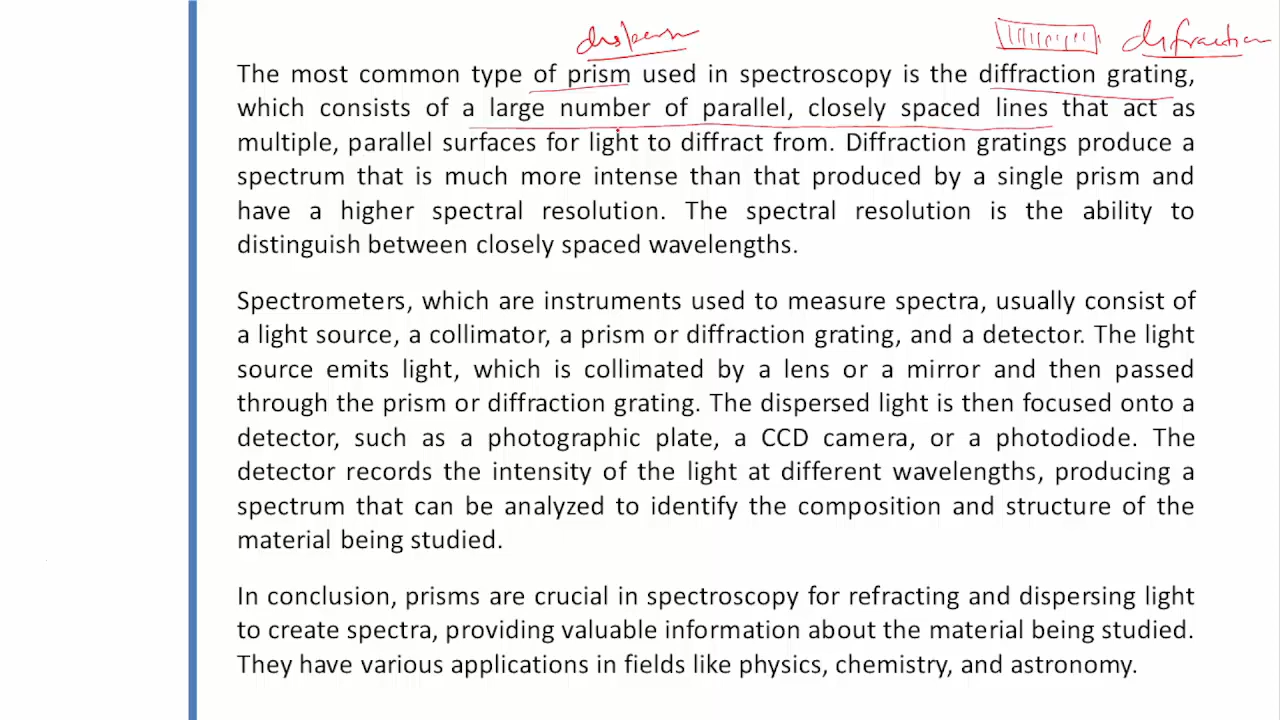 dispersion
difraction
The most common type of prism used in spectroscopy is the diffraction grating,
which consists of a large number of parallel, closely spaced lines that act as
multiple, parallel surfaces for light to diffract from. Diffraction gratings produce a
spectrum that is much more intense than that produced by a single prism and
have a higher spectral resolution. The spectral resolution is the ability to
distinguish between closely spaced wavelengths.
Spectrometers, which are instruments used to measure spectra, usually consist of
a light source, a collimator, a prism or diffraction grating, and a detector. The light
source emits light, which is collimated by a lens or a mirror and then passed
through the prism or diffraction grating. The dispersed light is then focused onto a
detector, such as a photographic plate, a CCD camera, or a photodiode. The
detector records the intensity of the light at different wavelengths, producing a
spectrum that can be analyzed to identify the composition and structure of the
material being studied.
In conclusion, prisms are crucial in spectroscopy for refracting and dispersing light
to create spectra, providing valuable information about the material being studied.
They have various applications in fields like physics, chemistry, and astronomy.